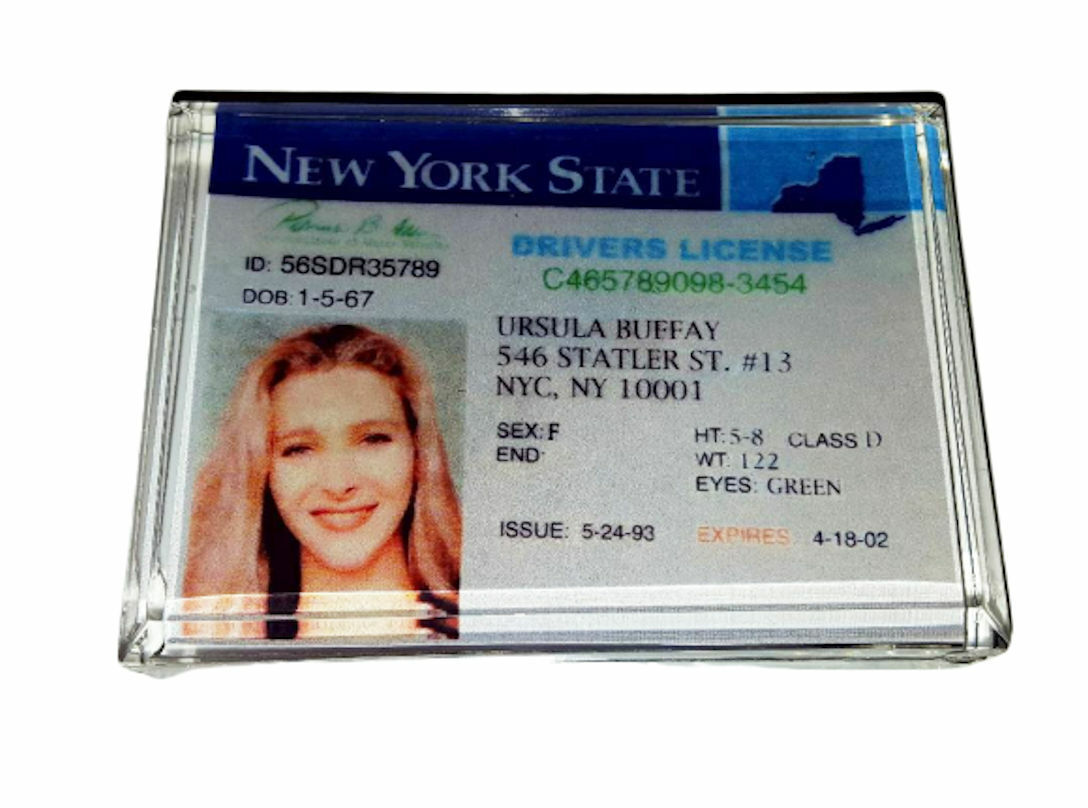 NEW YORK STATE
ID: 56SDR35789
DOB: 1-5-67
DRIVERS LICENSE
C465789098-3454
URSULA BUFFAY
546 STATLER ST. #13
NYC, NY 10001
SEX: F
END:
HT: 5-8 CLASS D
WT: 122
EYES: GREEN
ISSUE: 5-24-93 EXPIRES 4-18-02